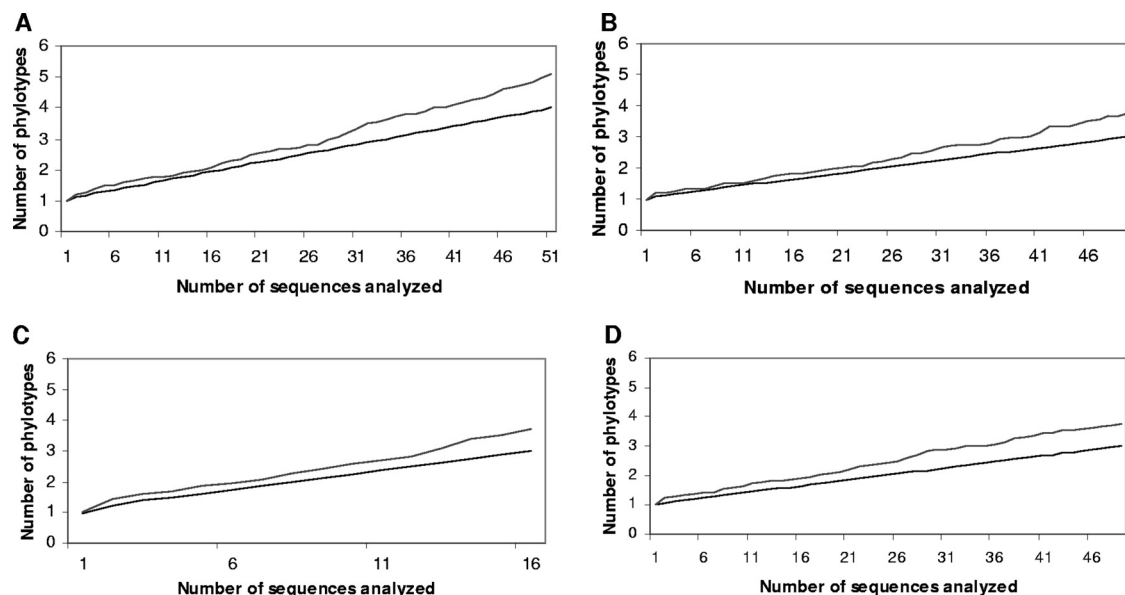 A
Number of phylotypes
6
5
4
3
2
1
0
1 6 11 16 21 26 31 36 41 46 51
Number of sequences analyzed
B
Number of phylotypes
6
5
4
3
2
1
0
1 6 11 16 21 26 31 36 41 46
Number of sequences analyzed
C
Number of phylotypes
6
5
4
3
2
1
0
1 6 11 16
Number of sequences analyzed
D
Number of phylotypes
6
5
4
3
2
1
0
1 6 11 16 21 26 31 36 41 46
Number of sequences analyzed